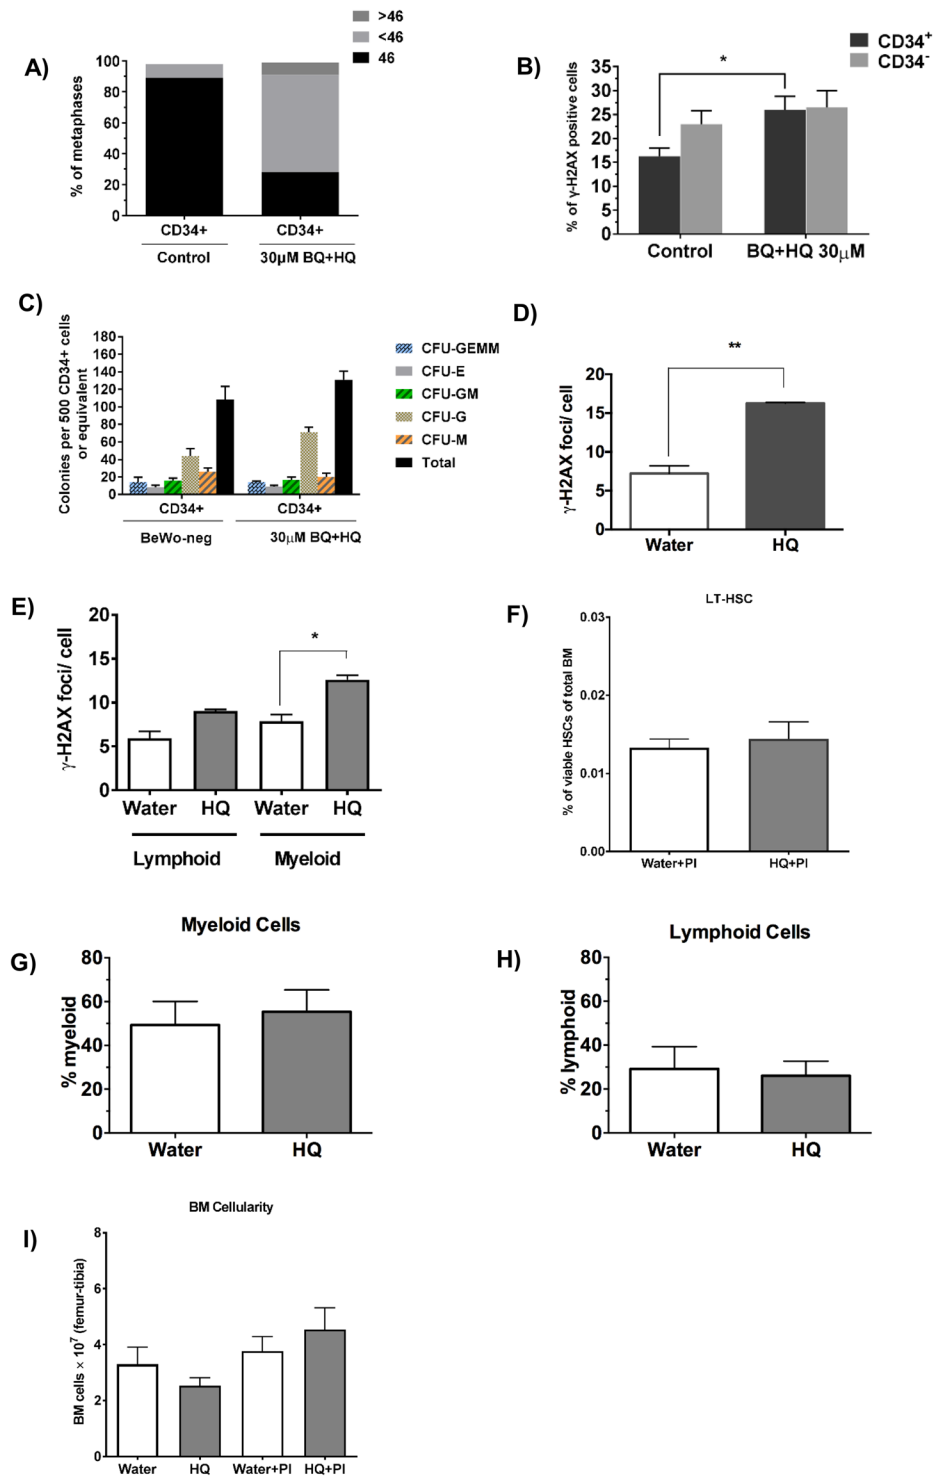 A)
>46
<46
46
% of metaphases
100
80
60
40
20
0
CD34+
CD34+
Control
30µM BQ+HQ
B)
CD34+
CD34-
*
% of γ-H2AX positive cells
35
30
25
20
15
10
5
0
Control
BQ+HQ 30µM
C)
Colonies per 500 CD34+ cells
or equivalent
180
160
140
120
100
80
60
40
20
0
CFU-GEMM
CFU-E
CFU-GM
CFU-G
CFU-M
Total
CD34+
CD34+
BeWo-neg
30µM BQ+HQ
D)
**
γ-H2AX foci/ cell
20
15
10
5
0
Water
HQ
E)
*
γ-H2AX foci/ cell
20
15
10
5
0
Water
HQ
Water
HQ
Lymphoid
Myeloid
F)
LT-HSC
% of viable HSCs of total BM
0.03
0.02
0.01
0.00
Water+PI
HQ+PI
G)
Myeloid Cells
% myeloid
80
60
40
20
0
Water
HQ
H)
Lymphoid Cells
% lymphoid
80
60
40
20
0
Water
HQ
I)
BM Cellularity
BM cells × 10⁷ (femur-tibia)
8
6
4
2
0
Water
HQ
Water+PI
HQ+PI